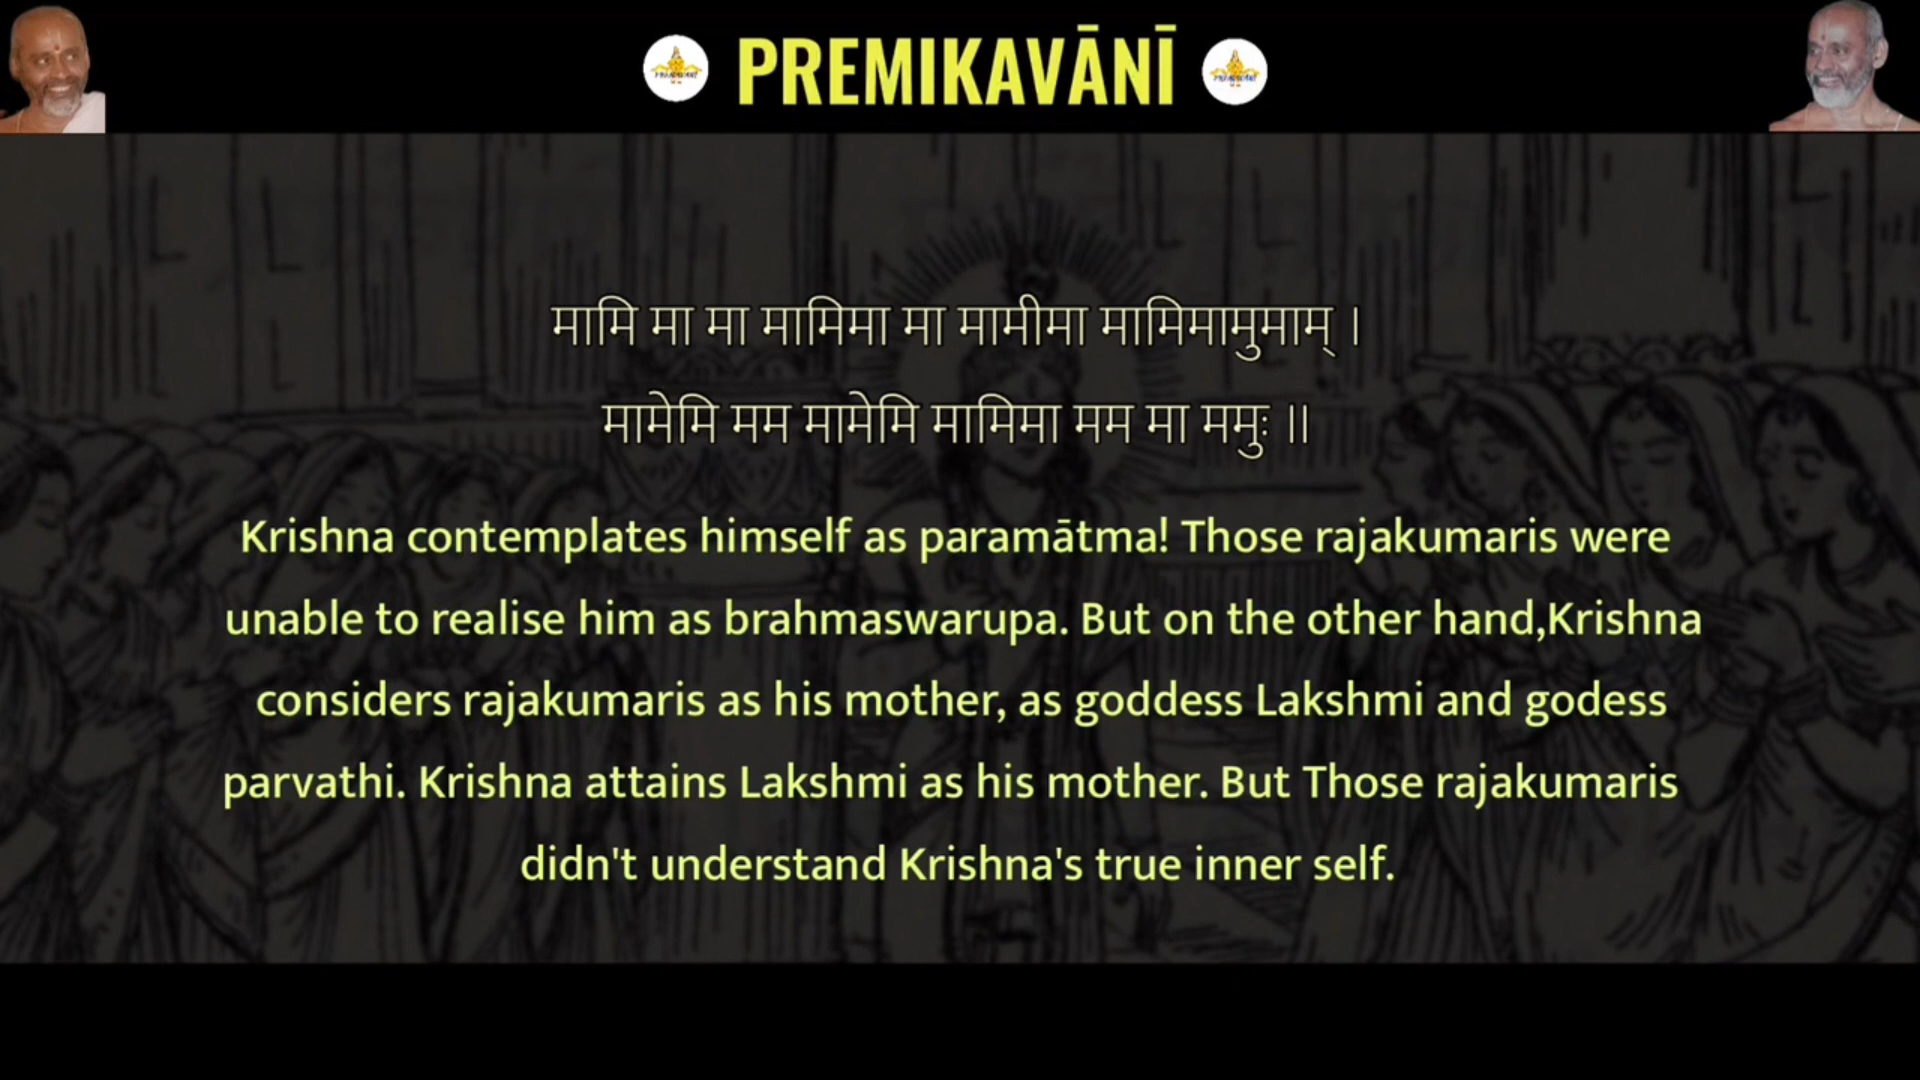 PREMIKAVĀNĪ
मामि मा मा मामिमा मा मामीमा मामिमामुमाम् ।
मामेमि मम मामेमि मामिमा मम मा ममुः ॥
Krishna contemplates himself as paramātma! Those rajakumaris were
unable to realise him as brahmaswarupa. But on the other hand,Krishna
considers rajakumaris as his mother, as goddess Lakshmi and godess
parvathi. Krishna attains Lakshmi as his mother. But Those rajakumaris
didn't understand Krishna's true inner self.